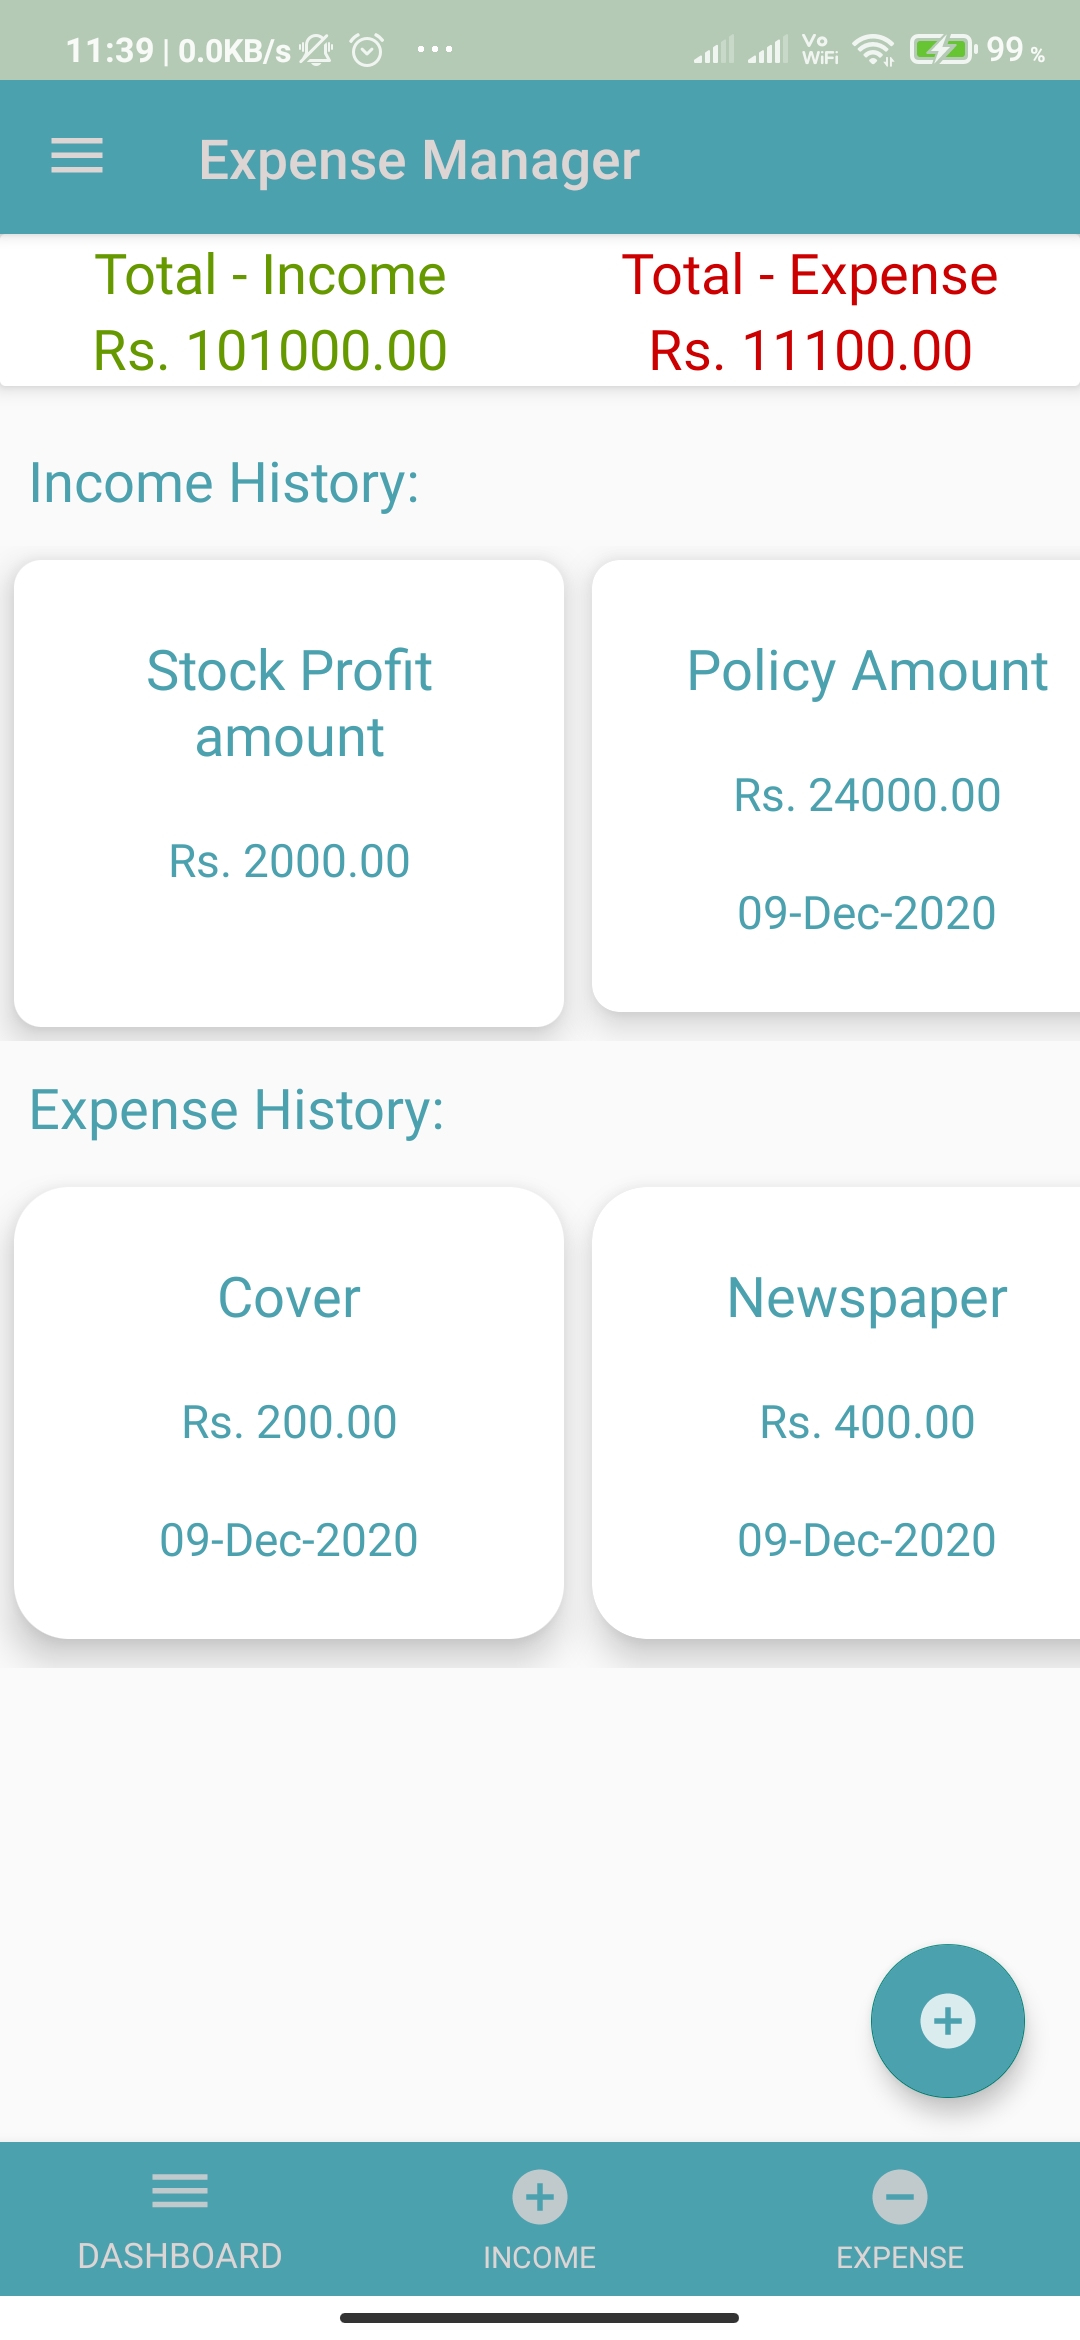 11:39 | 0.0KB/s
Vo
WiFi
99 %
Expense Manager
Total - Income
Rs. 101000.00
Total - Expense
Rs. 11100.00
Income History:
Stock Profit
amount
Rs. 2000.00
Policy Amount
Rs. 24000.00
09-Dec-2020
Expense History:
Cover
Rs. 200.00
09-Dec-2020
Newspaper
Rs. 400.00
09-Dec-2020
DASHBOARD
INCOME
EXPENSE